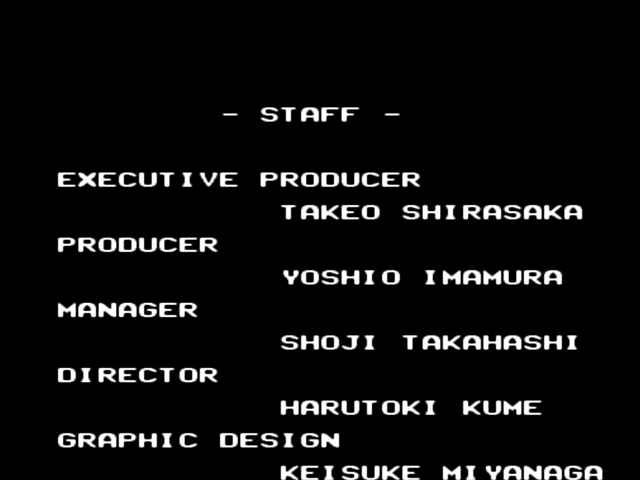 - STAFF -
EXECUTIVE PRODUCER
TAKEO SHIRASAKA
PRODUCER
YOSHIO IMAMURA
MANAGER
SHOJI TAKAHASHI
DIRECTOR
HARUTOKI KUME
GRAPHIC DESIGN
KEISUKE MIYANAGA